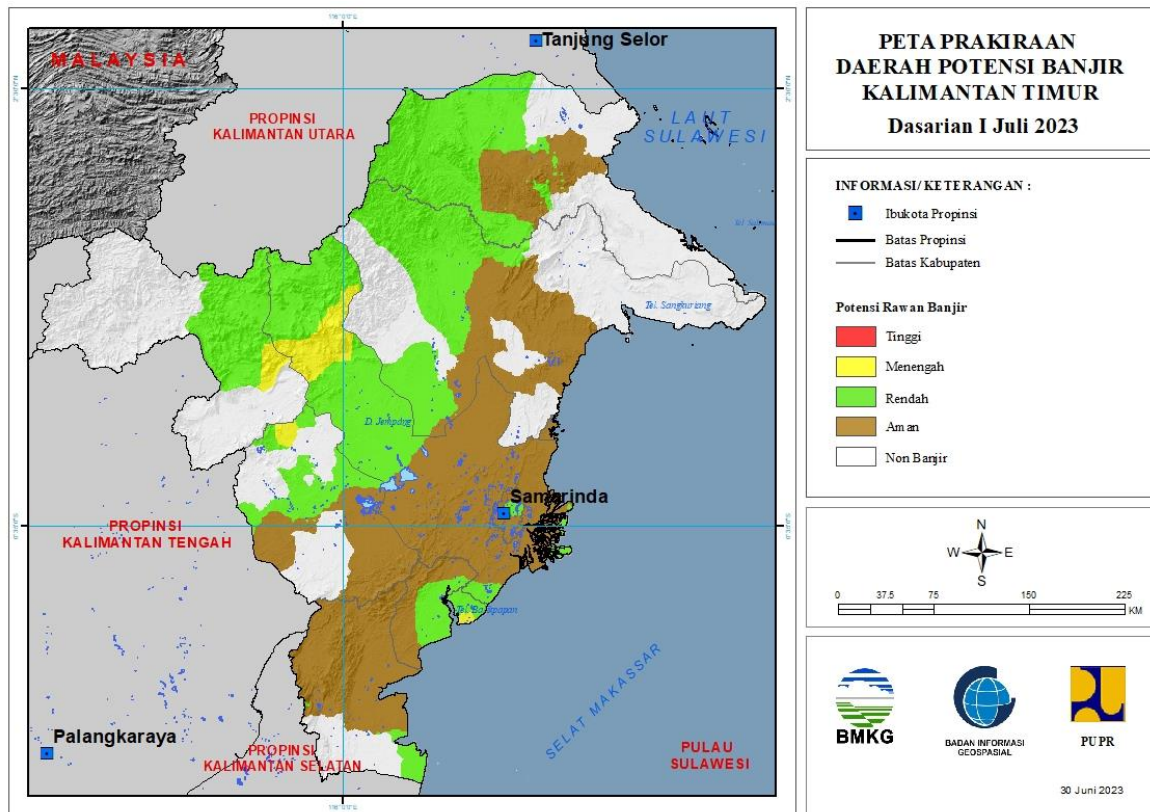 PETA PRAKIRAAN
DAERAH POTENSI BANJIR
KALIMANTAN TIMUR
Dasarian I Juli 2023
INFORMASI/KETERANGAN :
Ibukota Propinsi
Batas Propinsi
Batas Kabupaten
Potensi Rawan Banjir
Tinggi
Menengah
Rendah
Aman
Non Banjir
N
W
E
S
0
37.5
75
150
225
KM
BMKG
BADAN INFORMASI
GEOSPASIAL
PUPR
30 Juni 2023
Tanjung Selor
MALAYSIA
PROPINSI
KALIMANTAN UTARA
LAUT
SULAWESI
Tel. Sangkuriang
D. Jempang
Samarinda
PROPINSI
KALIMANTAN TENGAH
Tel. Balikpapan
SELAT MAKASSAR
Palangkaraya
PROPINSI
KALIMANTAN SELATAN
PULAU
SULAWESI